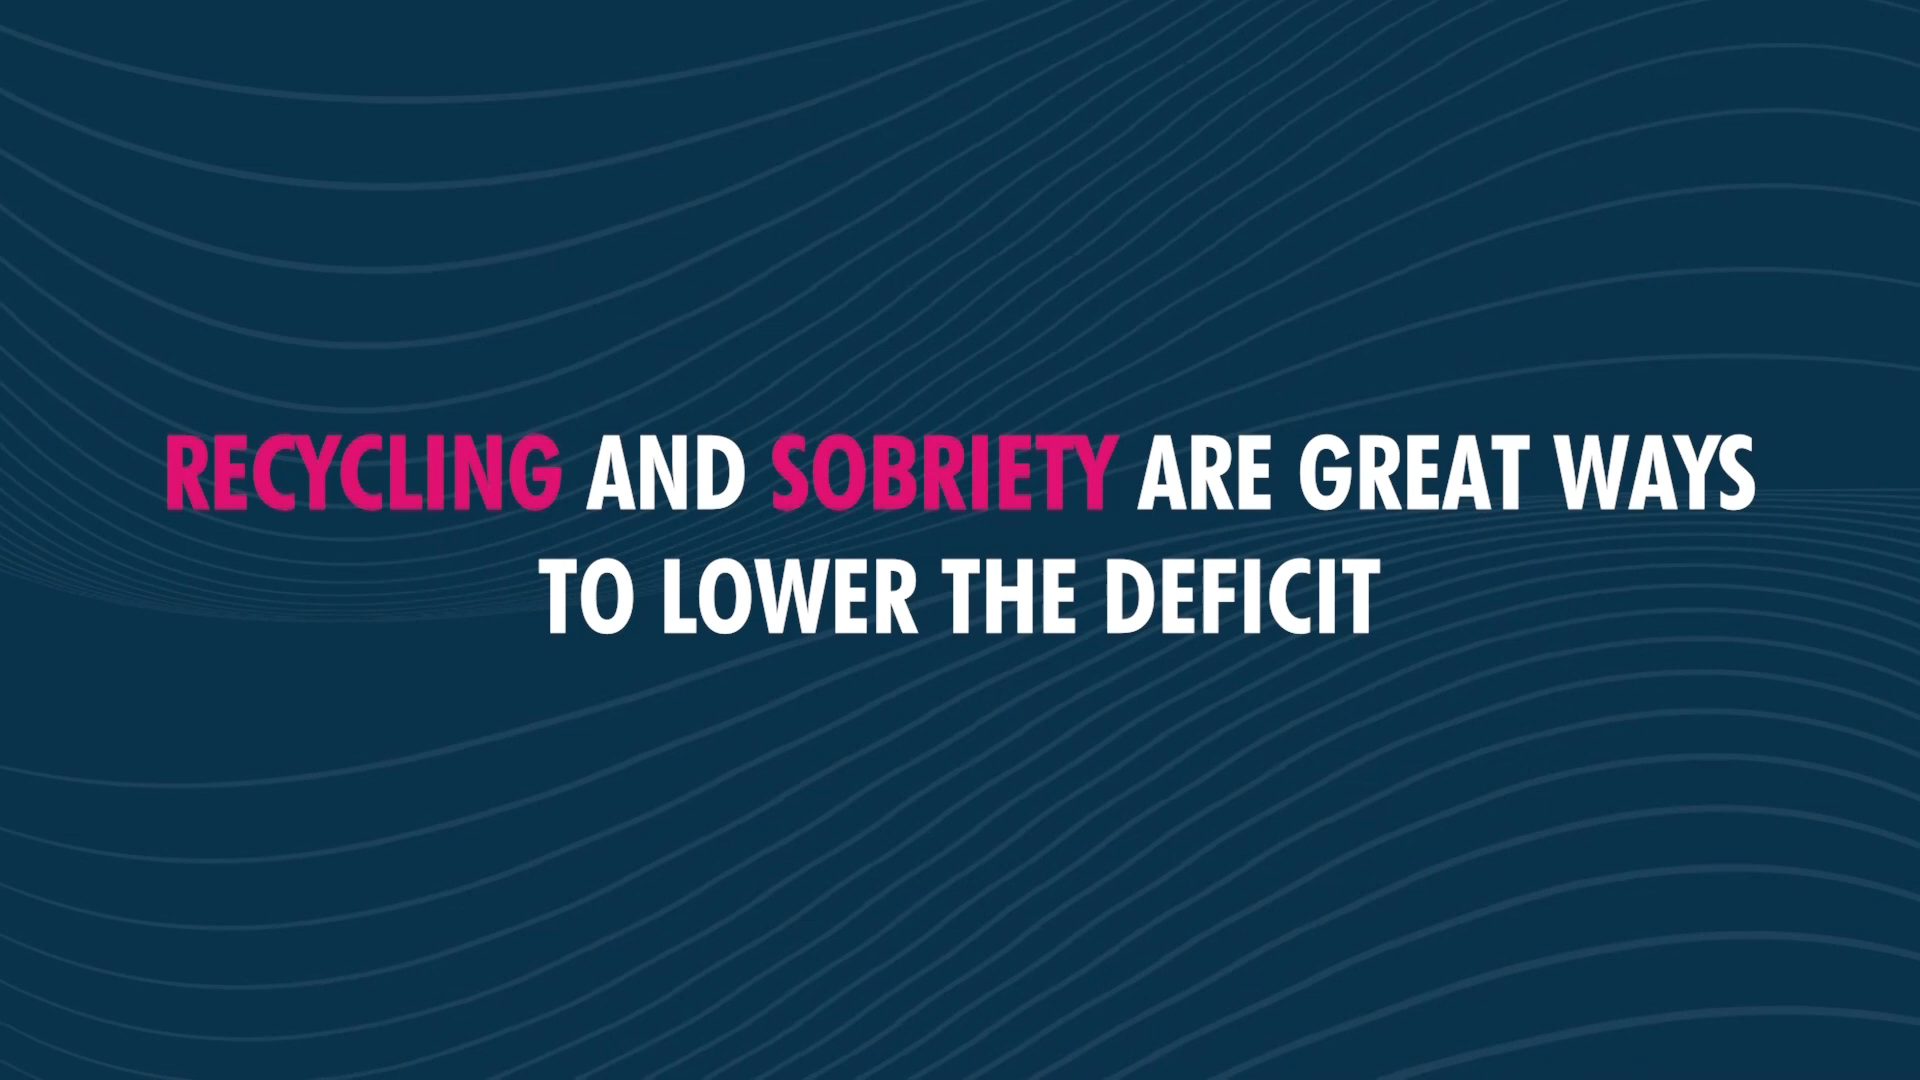 RECYCLING AND SOBRIETY ARE GREAT WAYS
TO LOWER THE DEFICIT